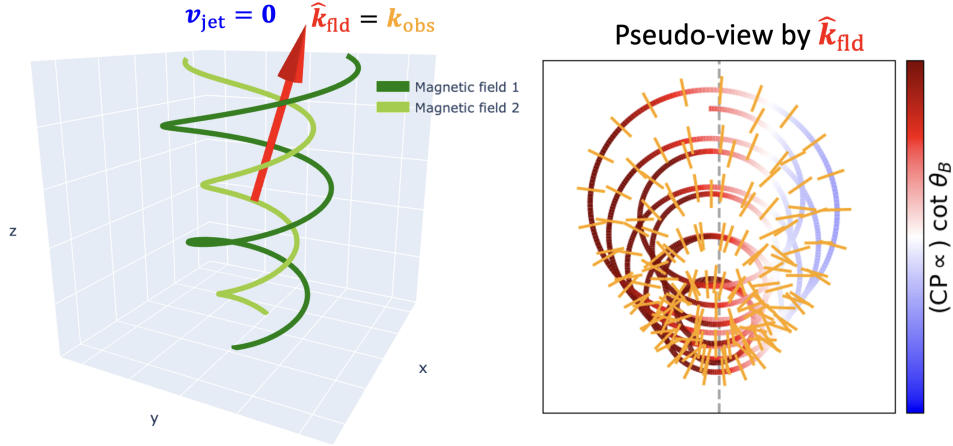 v_jet = 0
k̂_fld = k_obs
Magnetic field 1
Magnetic field 2
z
y
x
Pseudo-view by k̂_fld
(CP ∝) cot θ_B